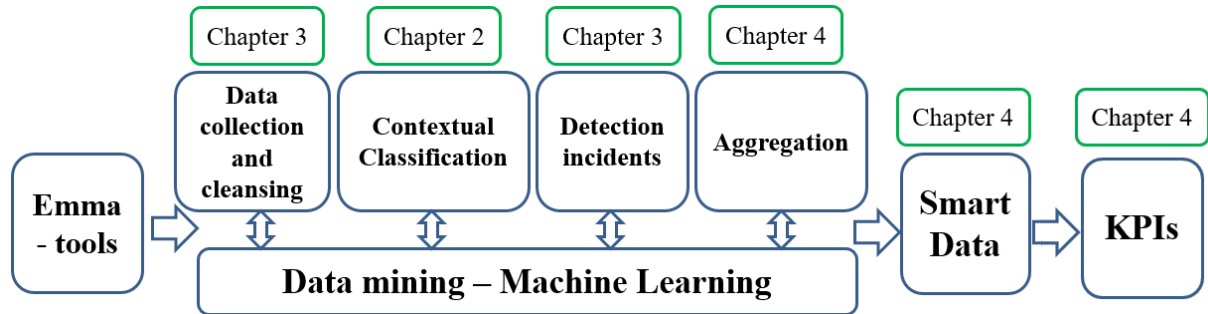 Chapter 3
Chapter 2
Chapter 3
Chapter 4
Data
collection
and
cleansing
Contextual
Classification
Detection
incidents
Aggregation
Chapter 4
Chapter 4
Emma
- tools
Smart
Data
KPIs
Data mining – Machine Learning